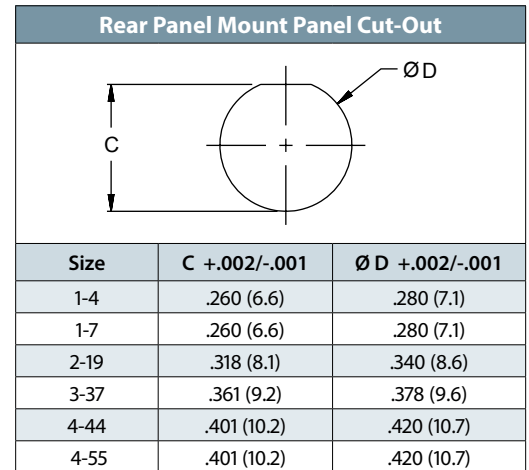 Rear Panel Mount Panel Cut-Out
Ø D
C
Size C +.002/-.001 Ø D +.002/-.001
1-4 .260 (6.6) .280 (7.1)
1-7 .260 (6.6) .280 (7.1)
2-19 .318 (8.1) .340 (8.6)
3-37 .361 (9.2) .378 (9.6)
4-44 .401 (10.2) .420 (10.7)
4-55 .401 (10.2) .420 (10.7)